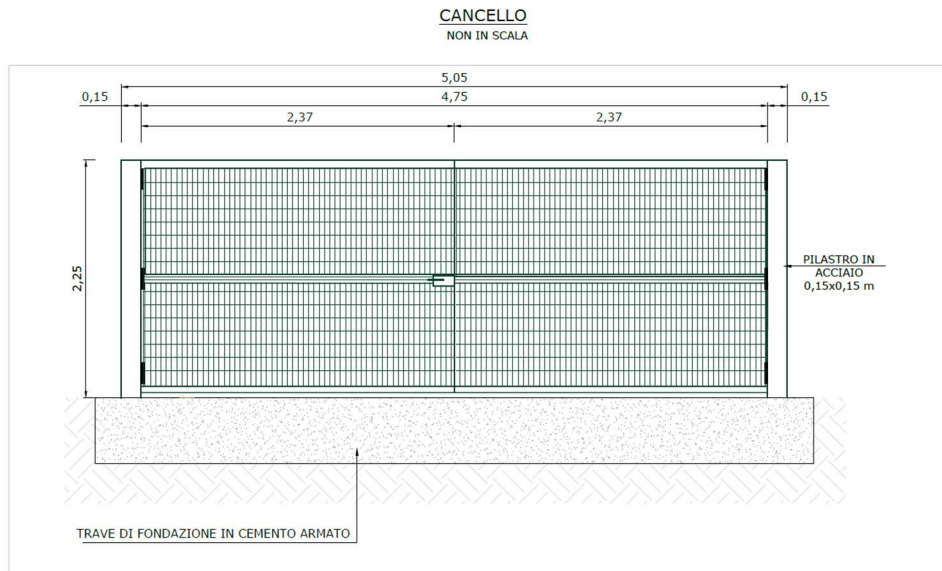 CANCELLO
NON IN SCALA
5,05
0,15
4,75
0,15
2,37
2,37
2,25
PILASTRO IN
ACCIAIO
0,15x0,15 m
TRAVE DI FONDAZIONE IN CEMENTO ARMATO